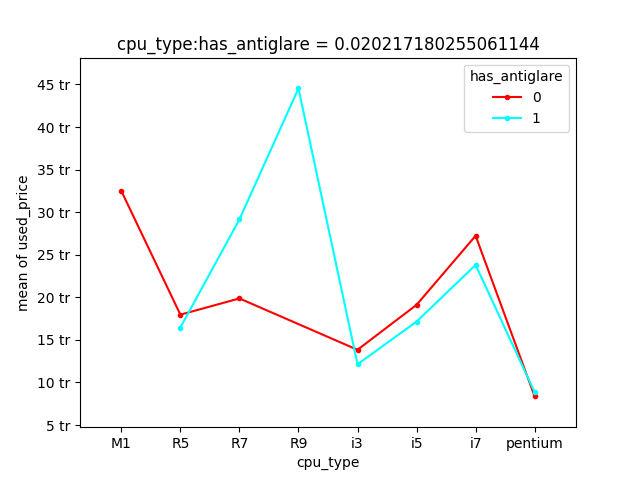 cpu_type:has_antiglare = 0.020217180255061144
has_antiglare
0
1
mean of used_price
45 tr
40 tr
35 tr
30 tr
25 tr
20 tr
15 tr
10 tr
5 tr
M1 R5 R7 R9 i3 i5 i7 pentium
cpu_type